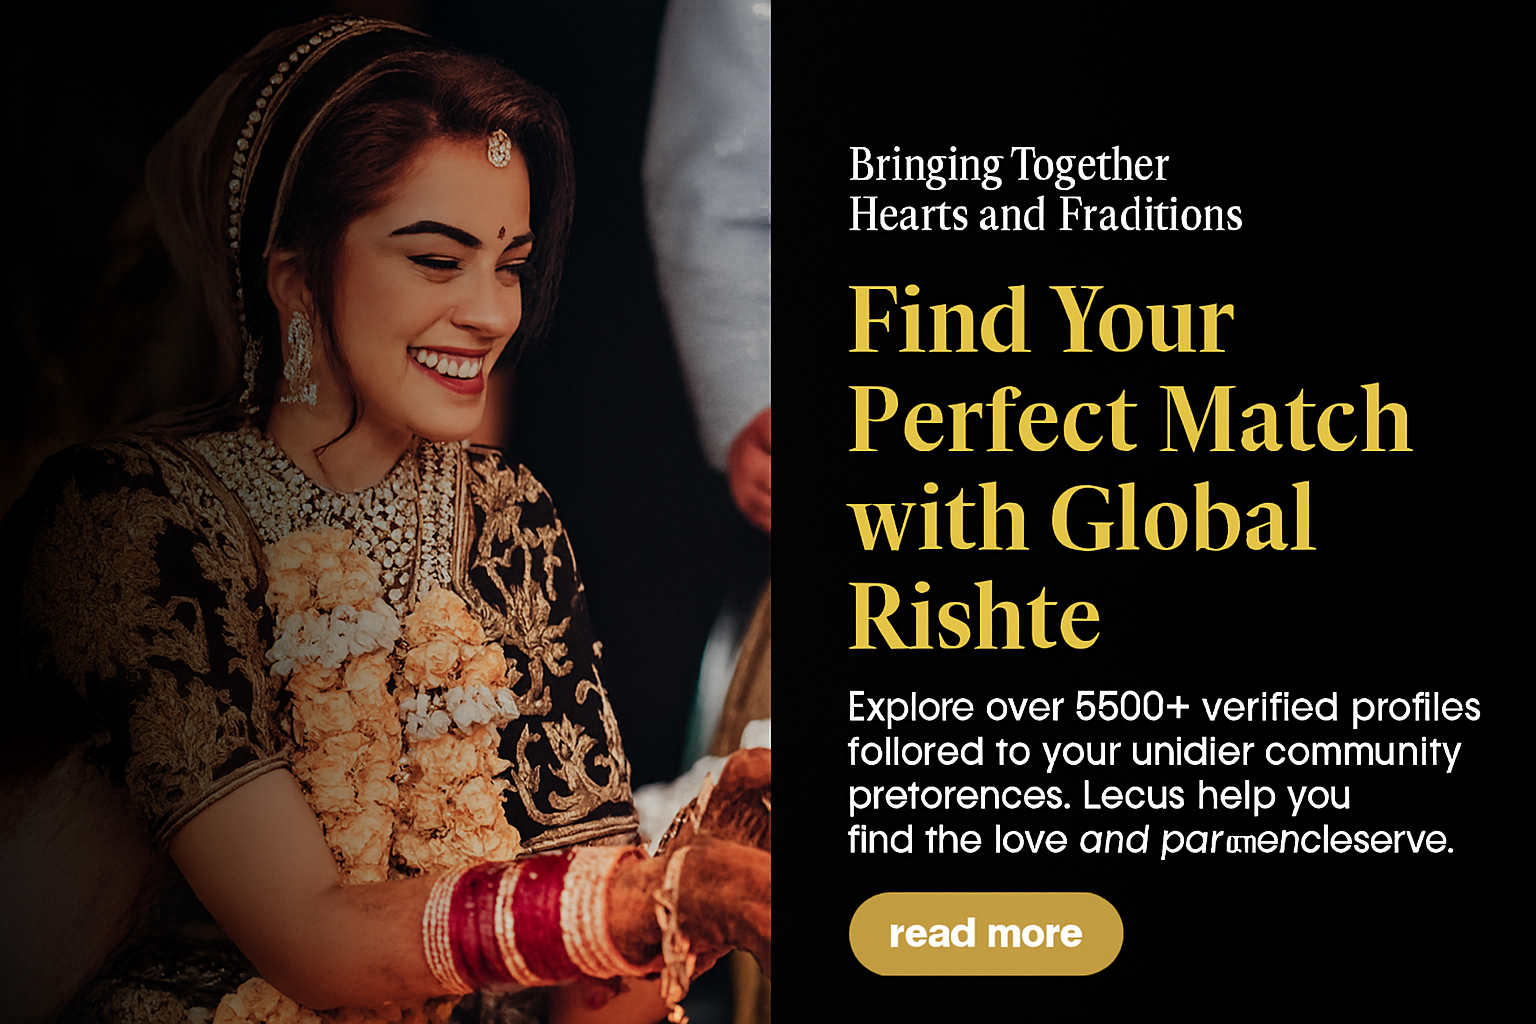 Bringing Together
Hearts and Fraditions
Find Your
Perfect Match
with Global
Rishte
Explore over 5500+ verified profiles
follored to your unidier community
pretorences. Lecus help you
find the love and parmencleserve.
read more